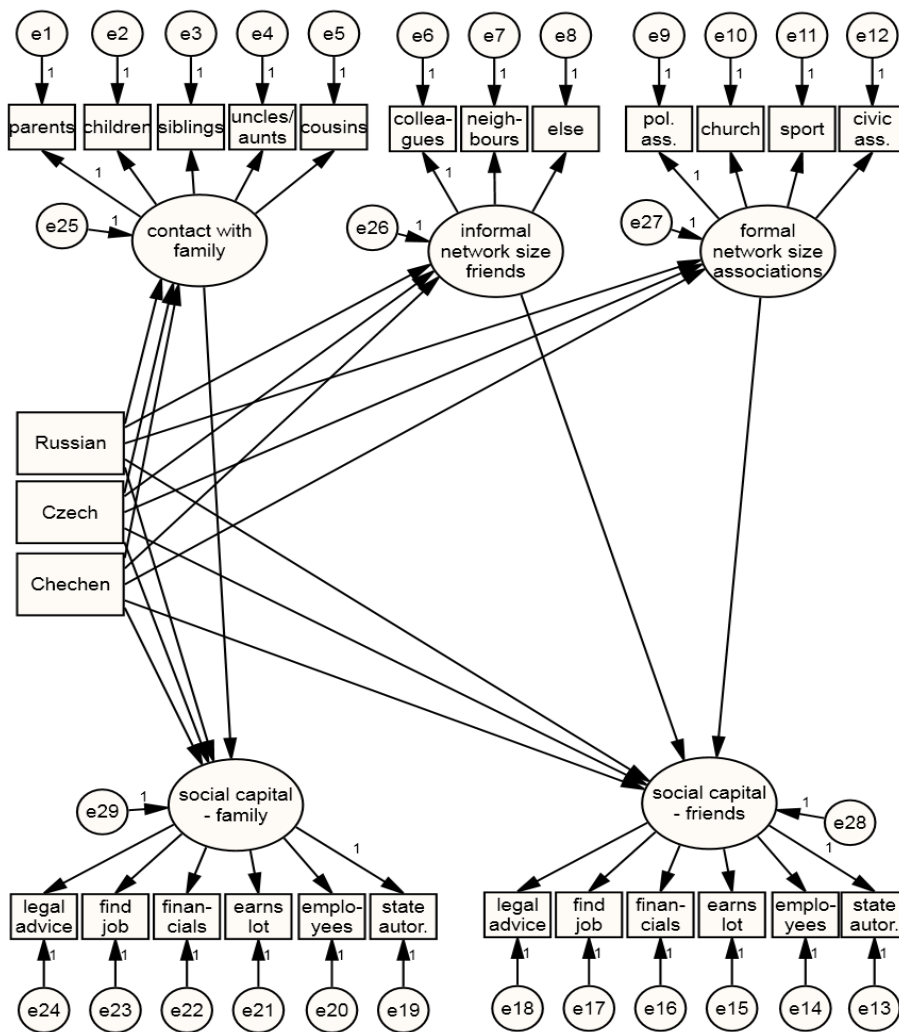 e1 e2 e3 e4 e5 e6 e7 e8 e9 e10 e11 e12
1 1 1 1 1 1 1 1 1 1 1 1
parents children siblings uncles/ aunts cousins collea- gues neigh- bours else pol. ass. church sport civic ass.
1 1 1
e25 1 contact with
family
e26 1 informal
network size
friends
e27 1 formal
network size
associations
Russian
Czech
Chechen
e29 1 social capital
- family
social capital
- friends
1 e28
1 1
legal advice find job finan- cials earns lot emplo- yees state autor. legal advice find job finan- cials earns lot emplo- yees state autor.
1 1 1 1 1 1 1 1 1 1 1 1
e24 e23 e22 e21 e20 e19 e18 e17 e16 e15 e14 e13